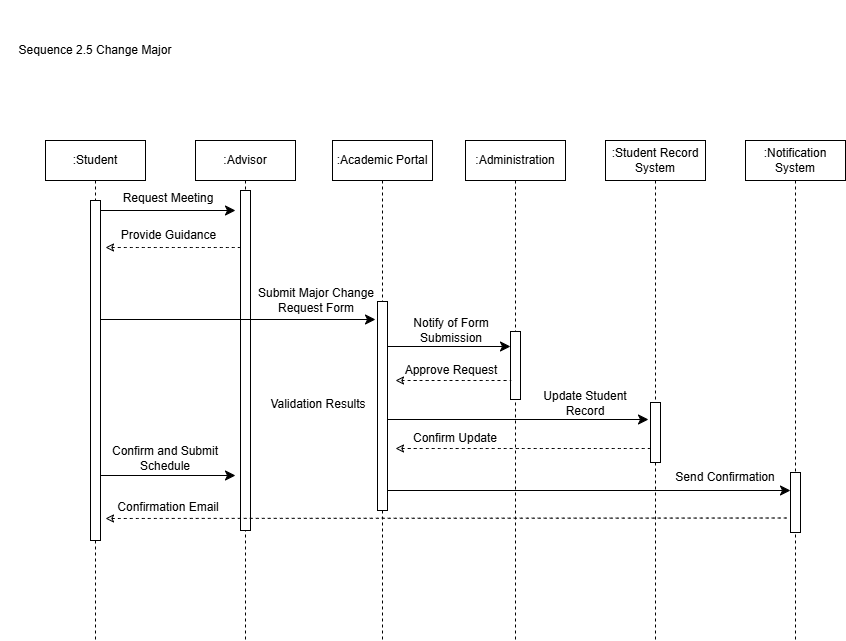 Sequence 2.5 Change Major
:Student
:Advisor
:Academic Portal
:Administration
:Student Record
System
:Notification
System
Request Meeting
Provide Guidance
Submit Major Change
Request Form
Notify of Form
Submission
Approve Request
Update Student
Record
Validation Results
Confirm Update
Confirm and Submit
Schedule
Send Confirmation
Confirmation Email